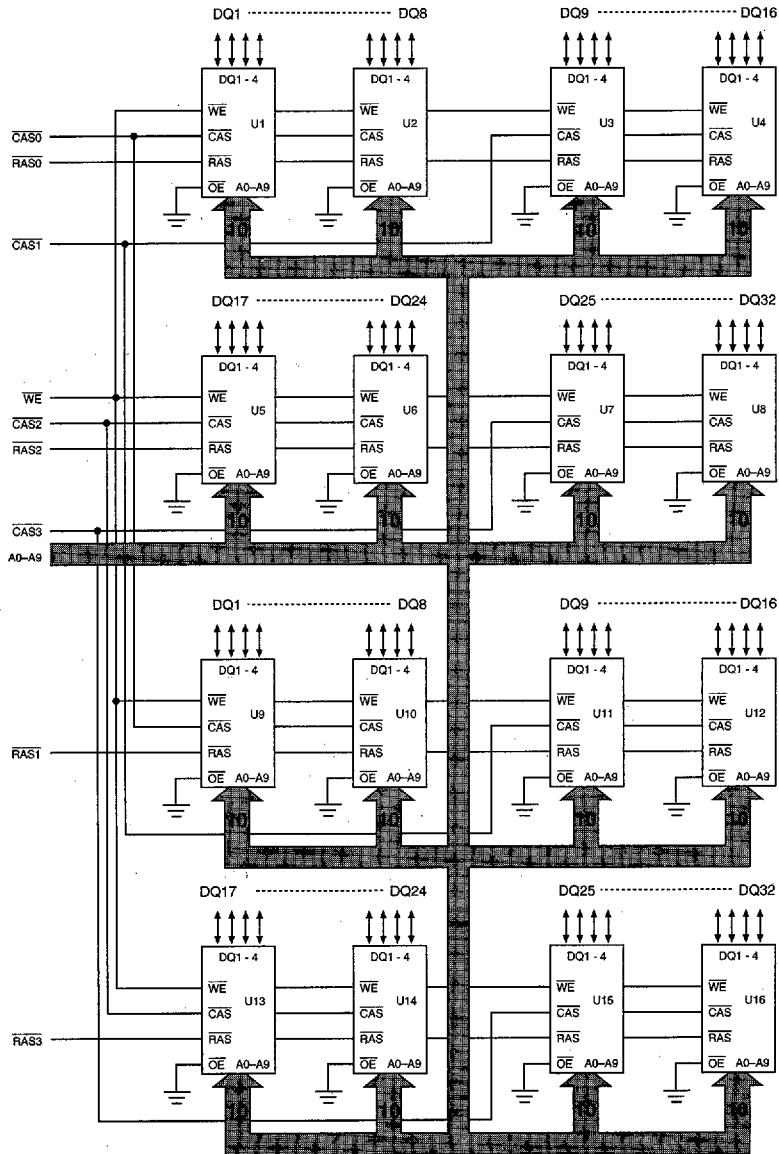 DQ1 DQ8 DQ9 DQ16
DQ1 - 4 DQ1 - 4 DQ1 - 4 DQ1 - 4
WE WE WE WE
U1 U2 U3 U4
CAS0 CAS CAS CAS CAS
RAS0 RAS RAS RAS RAS
OE A0–A9 OE A0–A9 OE A0–A9 OE A0–A9
10 10 10 10
CAS1
DQ17 DQ24 DQ25 DQ32
DQ1 - 4 DQ1 - 4 DQ1 - 4 DQ1 - 4
WE WE WE WE WE
U5 U6 U7 U8
CAS2 CAS CAS CAS CAS
RAS2 RAS RAS RAS RAS
OE A0–A9 OE A0–A9 OE A0–A9 OE A0–A9
10 10 10 10
CAS3
A0–A9
DQ1 DQ8 DQ9 DQ16
DQ1 - 4 DQ1 - 4 DQ1 - 4 DQ1 - 4
WE WE WE WE
U9 U10 U11 U12
CAS CAS CAS CAS
RAS1 RAS RAS RAS RAS
OE A0–A9 OE A0–A9 OE A0–A9 OE A0–A9
10 10 10 10
DQ17 DQ24 DQ25 DQ32
DQ1 - 4 DQ1 - 4 DQ1 - 4 DQ1 - 4
WE WE WE WE
U13 U14 U15 U16
CAS CAS CAS CAS
RAS3 RAS RAS RAS RAS
OE A0–A9 OE A0–A9 OE A0–A9 OE A0–A9
10 10 10 10